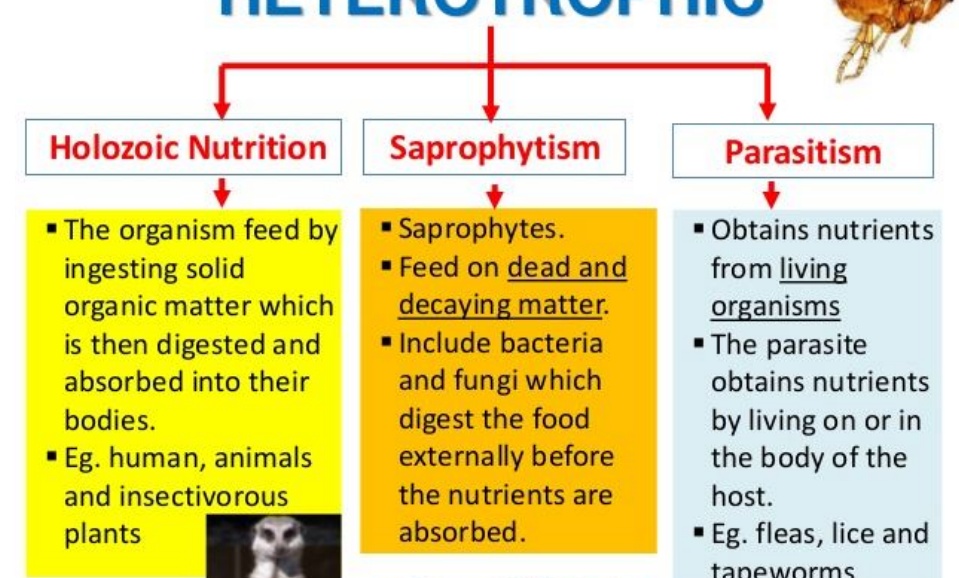 HETEROTROPHIC
Holozoic Nutrition
Saprophytism
Parasitism
▪ The organism feed by
ingesting solid
organic matter which
is then digested and
absorbed into their
bodies.
▪ Eg. human, animals
and insectivorous
plants
▪ Saprophytes.
▪ Feed on dead and
decaying matter.
▪ Include bacteria
and fungi which
digest the food
externally before
the nutrients are
absorbed.
▪ Obtains nutrients
from living
organisms
▪ The parasite
obtains nutrients
by living on or in
the body of the
host.
▪ Eg. fleas, lice and
tapeworms